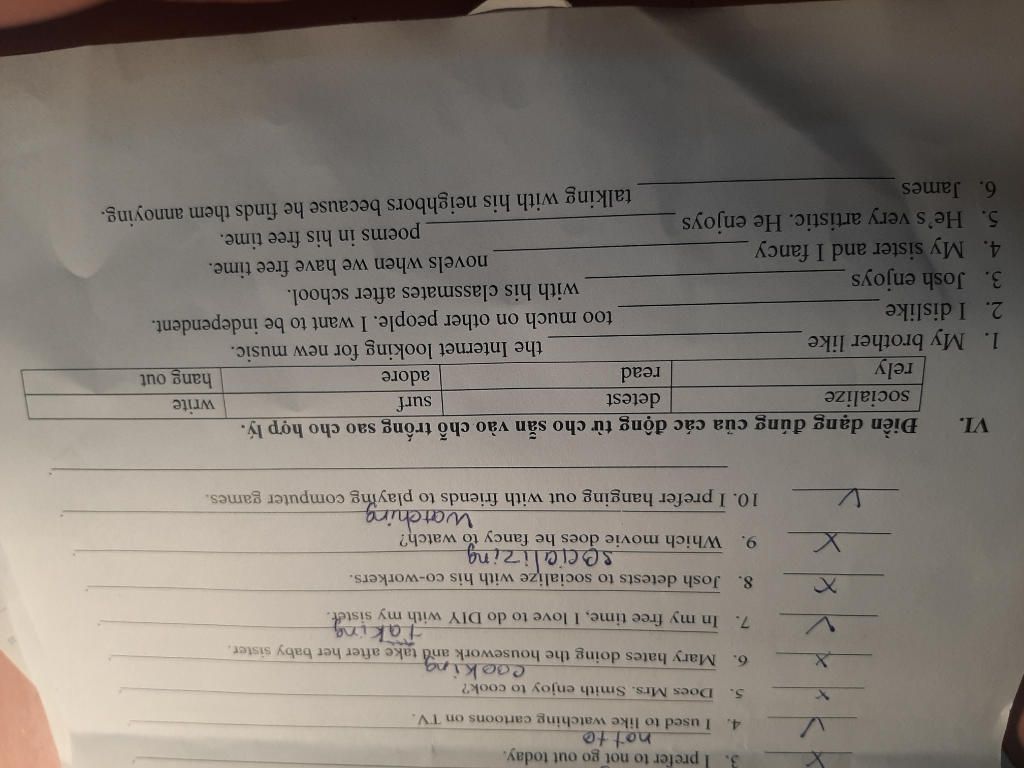 3. I prefer to not go out today.
not to
4. I used to like watching cartoons on TV.
5. Does Mrs. Smith enjoy to cook?
cooking
6. Mary hates doing the housework and take after her baby sister.
taking
7. In my free time, I love to do DIY with my sister.
8. Josh detests to socialize with his co-workers.
socializing
9. Which movie does he fancy to watch?
watching
10. I prefer hanging out with friends to playing computer games.
VI. Điền dạng đúng của các động từ cho sẵn vào chỗ trống sao cho hợp lý.
socialize detest surf write
rely read adore hang out
1. My brother like the Internet looking for new music.
2. I dislike too much on other people. I want to be independent.
3. Josh enjoys with his classmates after school.
4. My sister and I fancy novels when we have free time.
5. He's very artistic. He enjoys poems in his free time.
6. James talking with his neighbors because he finds them annoying.